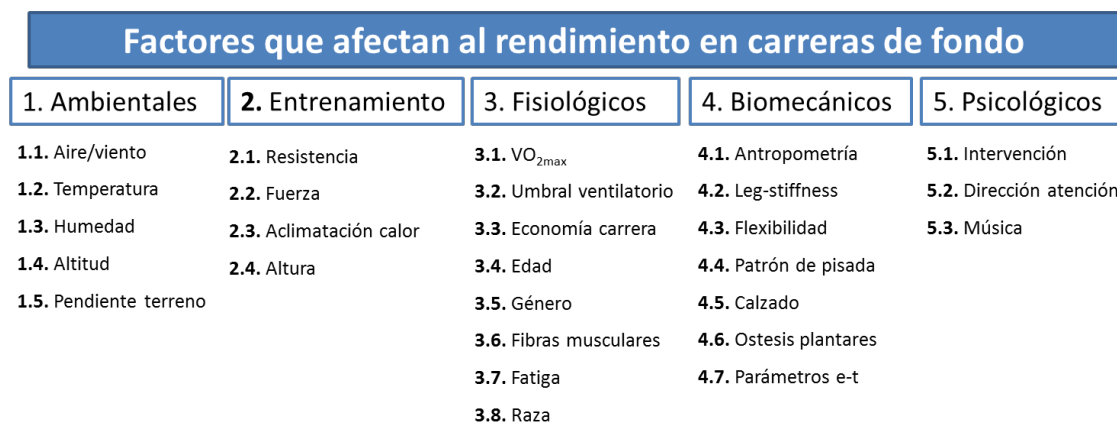 Factores que afectan al rendimiento en carreras de fondo
1. Ambientales
1.1. Aire/viento
1.2. Temperatura
1.3. Humedad
1.4. Altitud
1.5. Pendiente terreno
2. Entrenamiento
2.1. Resistencia
2.2. Fuerza
2.3. Aclimatación calor
2.4. Altura
3. Fisiológicos
3.1. VO2max
3.2. Umbral ventilatorio
3.3. Economía carrera
3.4. Edad
3.5. Género
3.6. Fibras musculares
3.7. Fatiga
3.8. Raza
4. Biomecánicos
4.1. Antropometría
4.2. Leg-stiffness
4.3. Flexibilidad
4.4. Patrón de pisada
4.5. Calzado
4.6. Ostesis plantares
4.7. Parámetros e-t
5. Psicológicos
5.1. Intervención
5.2. Dirección atención
5.3. Música